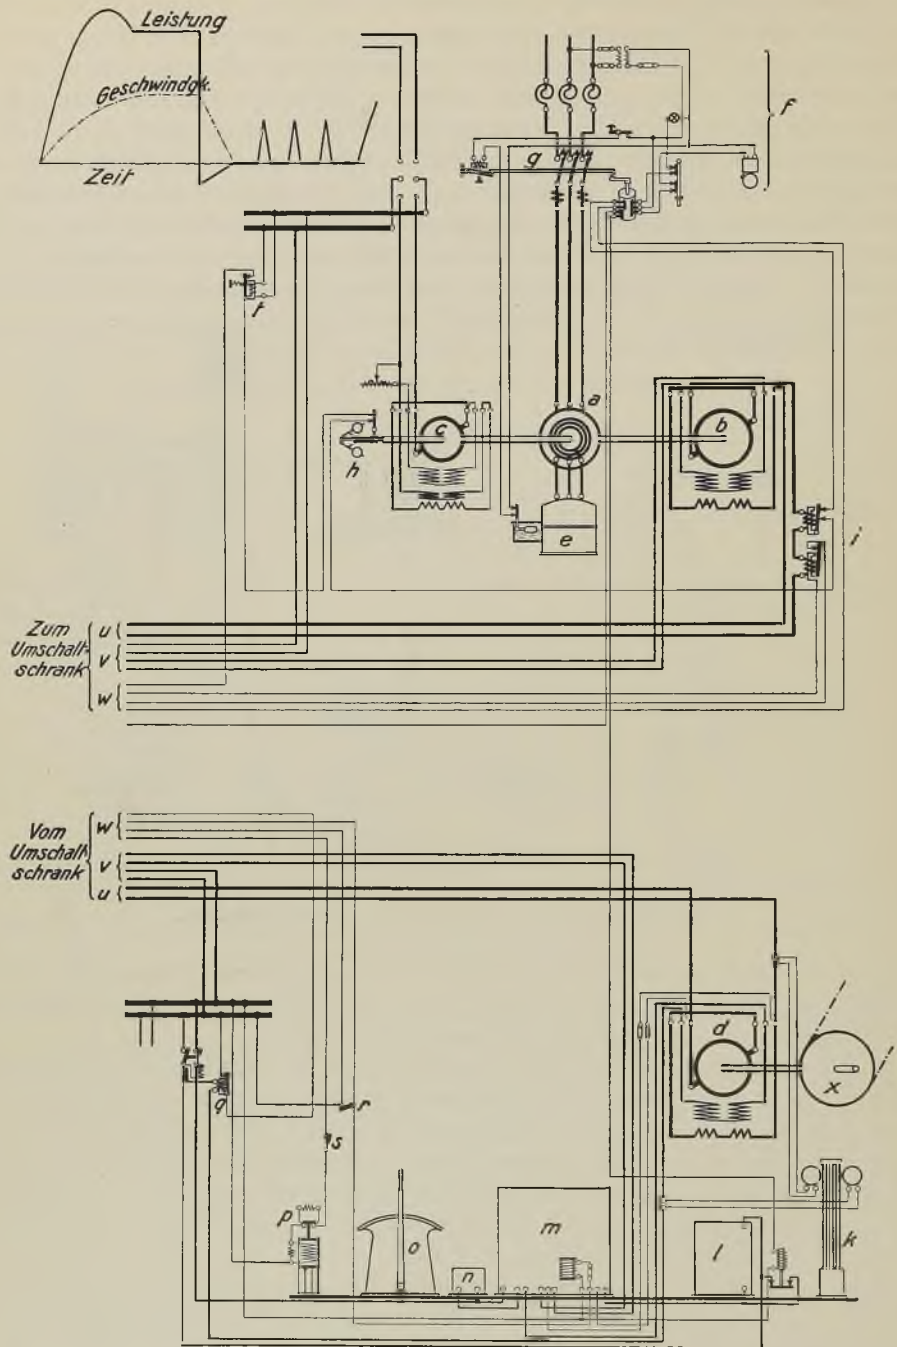 Leistung
Geschwindgk.
Zeit
f
g
t
a
b
c
h
e
i
Zum
Umschalt-
schrank
u
v
w
Vom
Umschalt
schrank
w
v
u
d
x
q
r
s
p
o
m
n
l
k